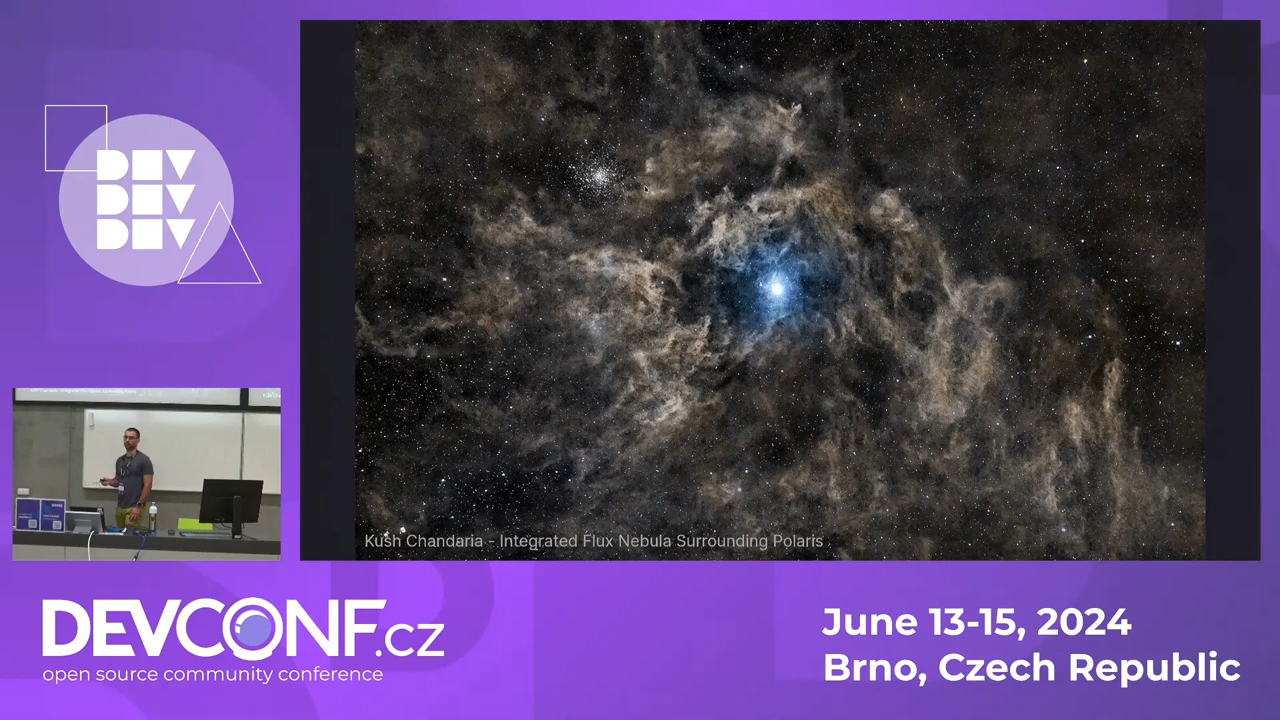 DEV
DEV
DEV
Kush Chandaria - Integrated Flux Nebula Surrounding Polaris
DEVCONF.cz
open source community conference
June 13-15, 2024
Brno, Czech Republic